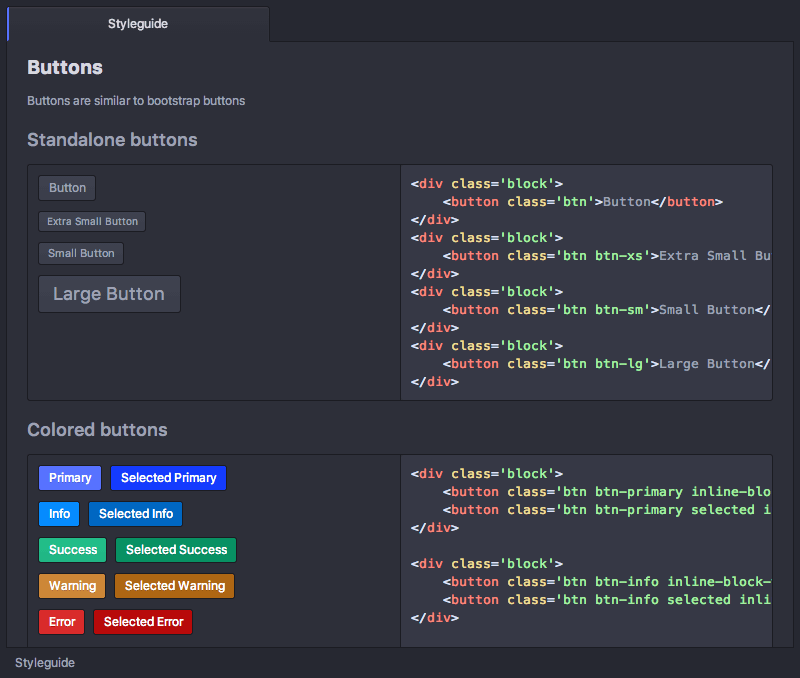 Styleguide
Buttons
Buttons are similar to bootstrap buttons
Standalone buttons
Button
Extra Small Button
Small Button
Large Button
<div class='block'>
    <button class='btn'>Button</button>
</div>
<div class='block'>
    <button class='btn btn-xs'>Extra Small Bu
</div>
<div class='block'>
    <button class='btn btn-sm'>Small Button</
</div>
<div class='block'>
    <button class='btn btn-lg'>Large Button</
</div>
Colored buttons
Primary Selected Primary
Info Selected Info
Success Selected Success
Warning Selected Warning
Error Selected Error
<div class='block'>
    <button class='btn btn-primary inline-blo
    <button class='btn btn-primary selected i
</div>
<div class='block'>
    <button class='btn btn-info inline-block-
    <button class='btn btn-info selected inli
</div>
Styleguide